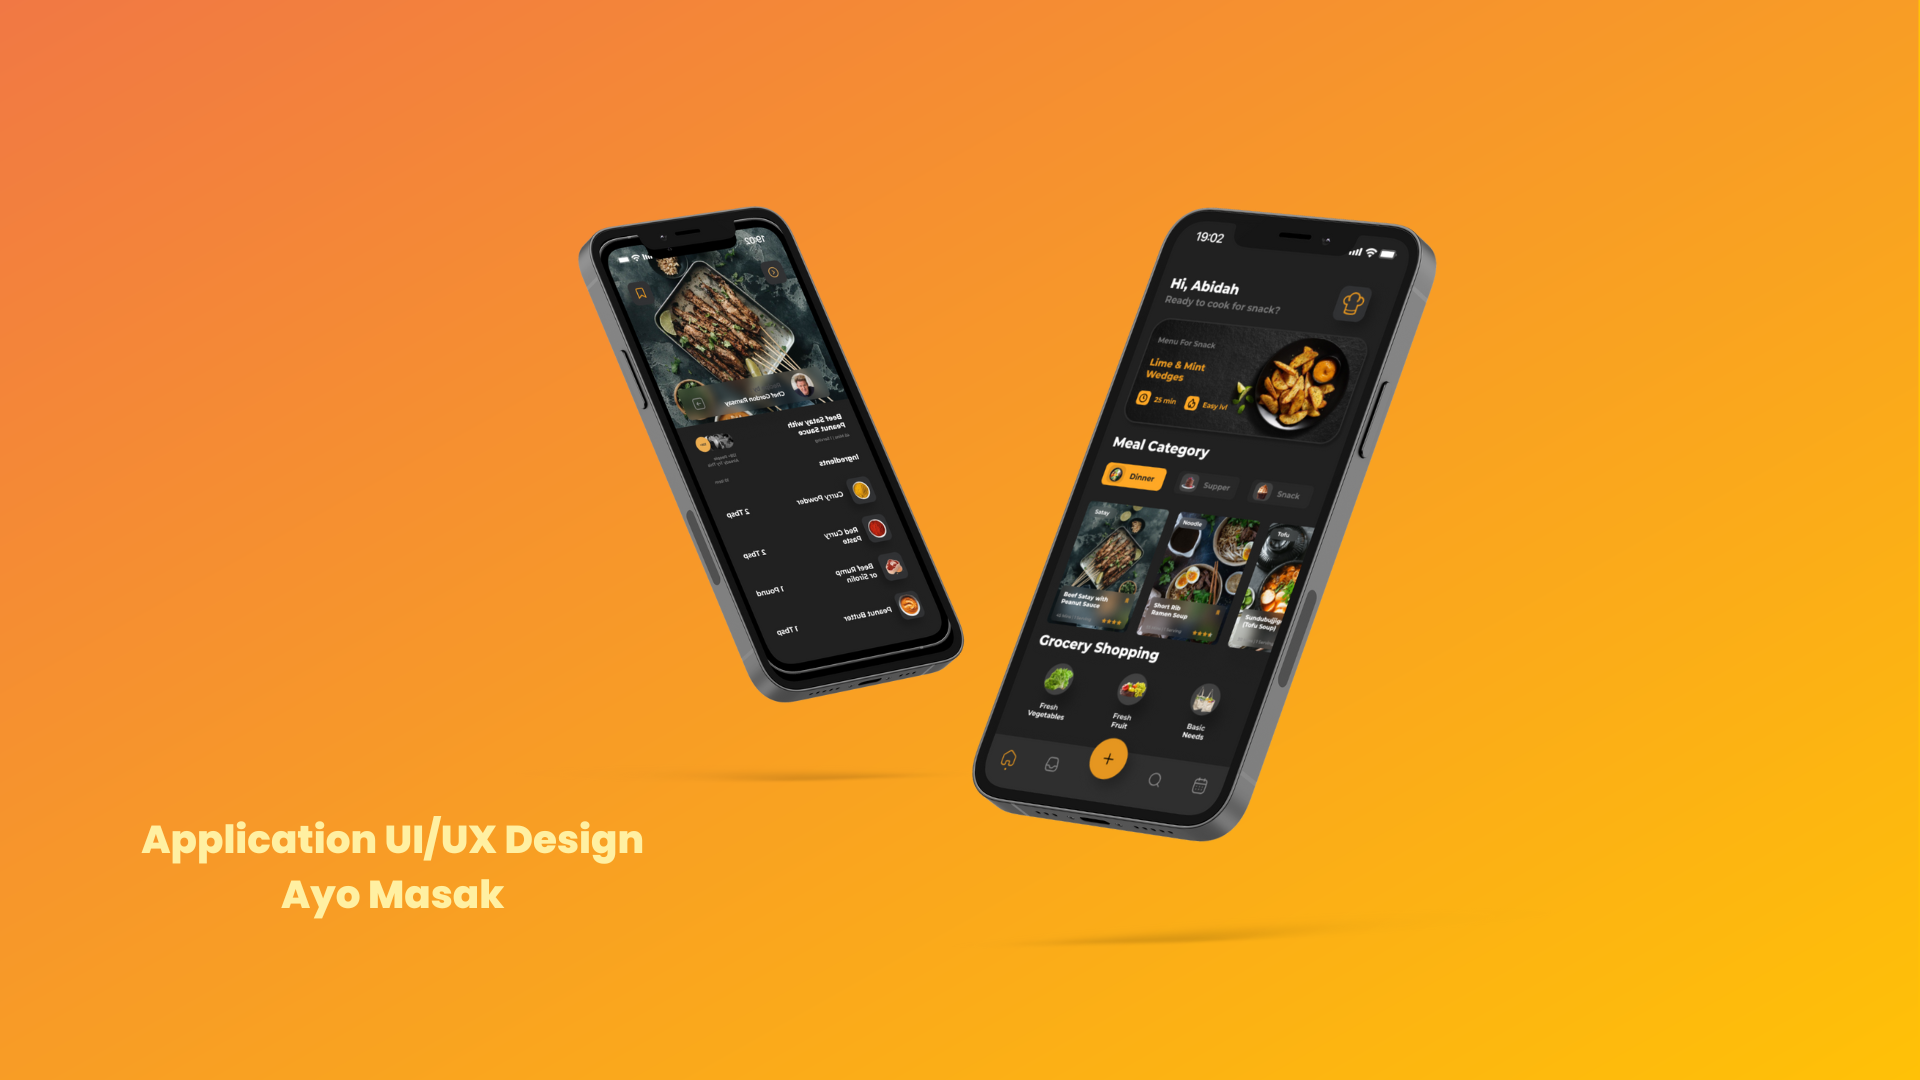 19:02
Chef Gordon Ramsay
Beef Satay with
Peanut Sauce
Ingredients
Curry Powder
2 Tbsp
Red Curry
Paste
2 Tbsp
Beef Rump
or Sirolin
1 Pound
Peanut Butter
1 Tbsp
19:02
Hi, Abidah
Ready to cook for snack?
Menu For Snack
Lime & Mint
Wedges
25 min
Easy lvl
Meal Category
Dinner
Supper
Snack
Satay
Beef Satay with
Peanut Sauce
Noodle
Short Rib
Ramen Soup
Tofu
Sundubujjig
(Tofu Soup)
Grocery Shopping
Fresh
Vegetables
Fresh
Fruit
Basic
Needs
Application UI/UX Design
Ayo Masak